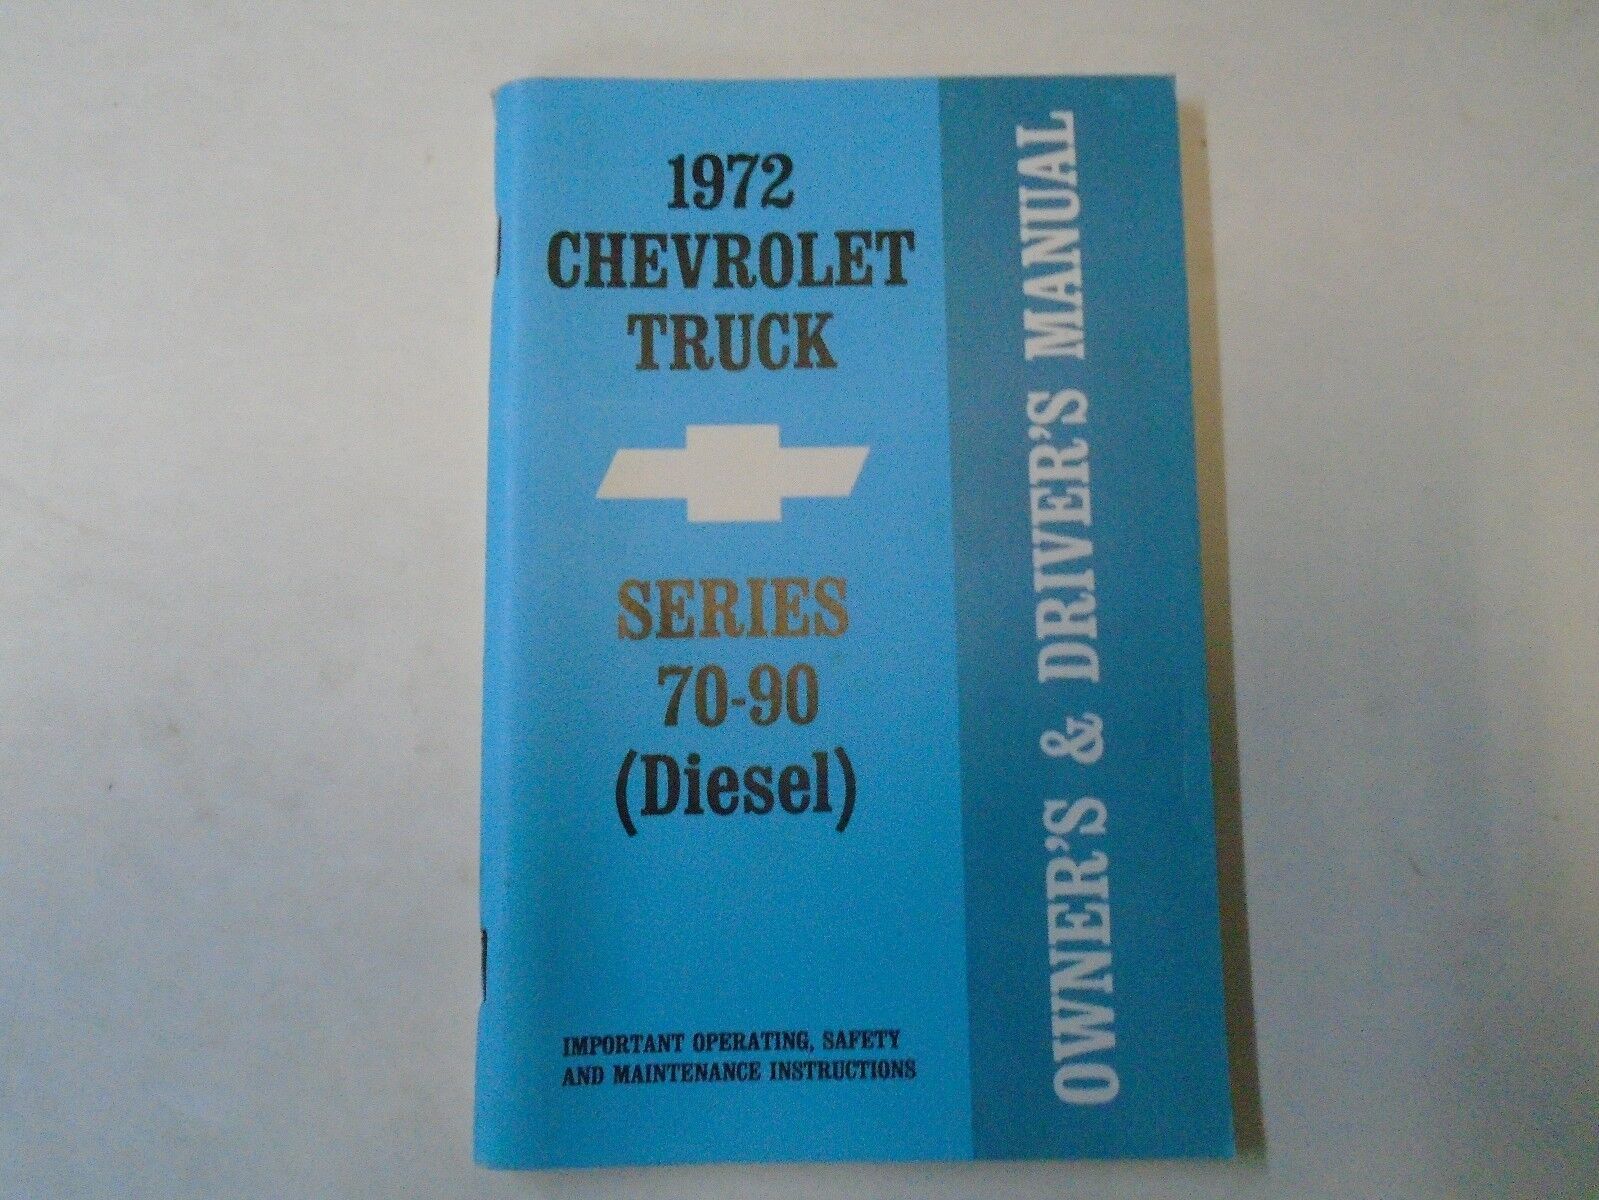 1972
CHEVROLET
TRUCK
SERIES
70-90
(Diesel)
IMPORTANT OPERATING, SAFETY
AND MAINTENANCE INSTRUCTIONS
OWNER'S & DRIVER'S MANUAL